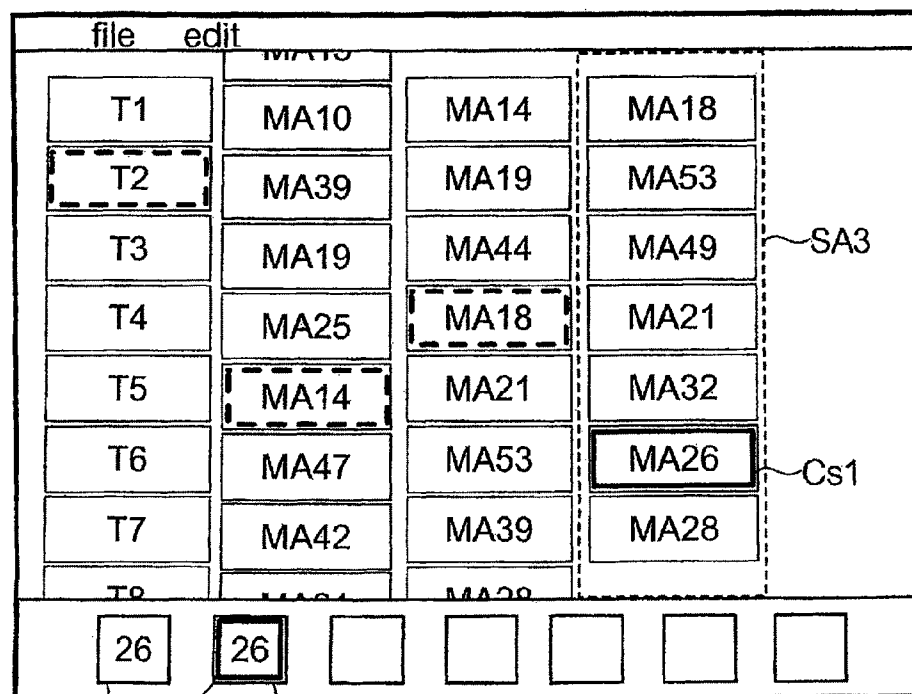 file edit
T1 MA10 MA14 MA18
T2 MA39 MA19 MA53
T3 MA19 MA44 MA49 SA3
T4 MA25 MA18 MA21
T5 MA14 MA21 MA32
T6 MA47 MA53 MA26 Cs1
T7 MA42 MA39 MA28
26 26